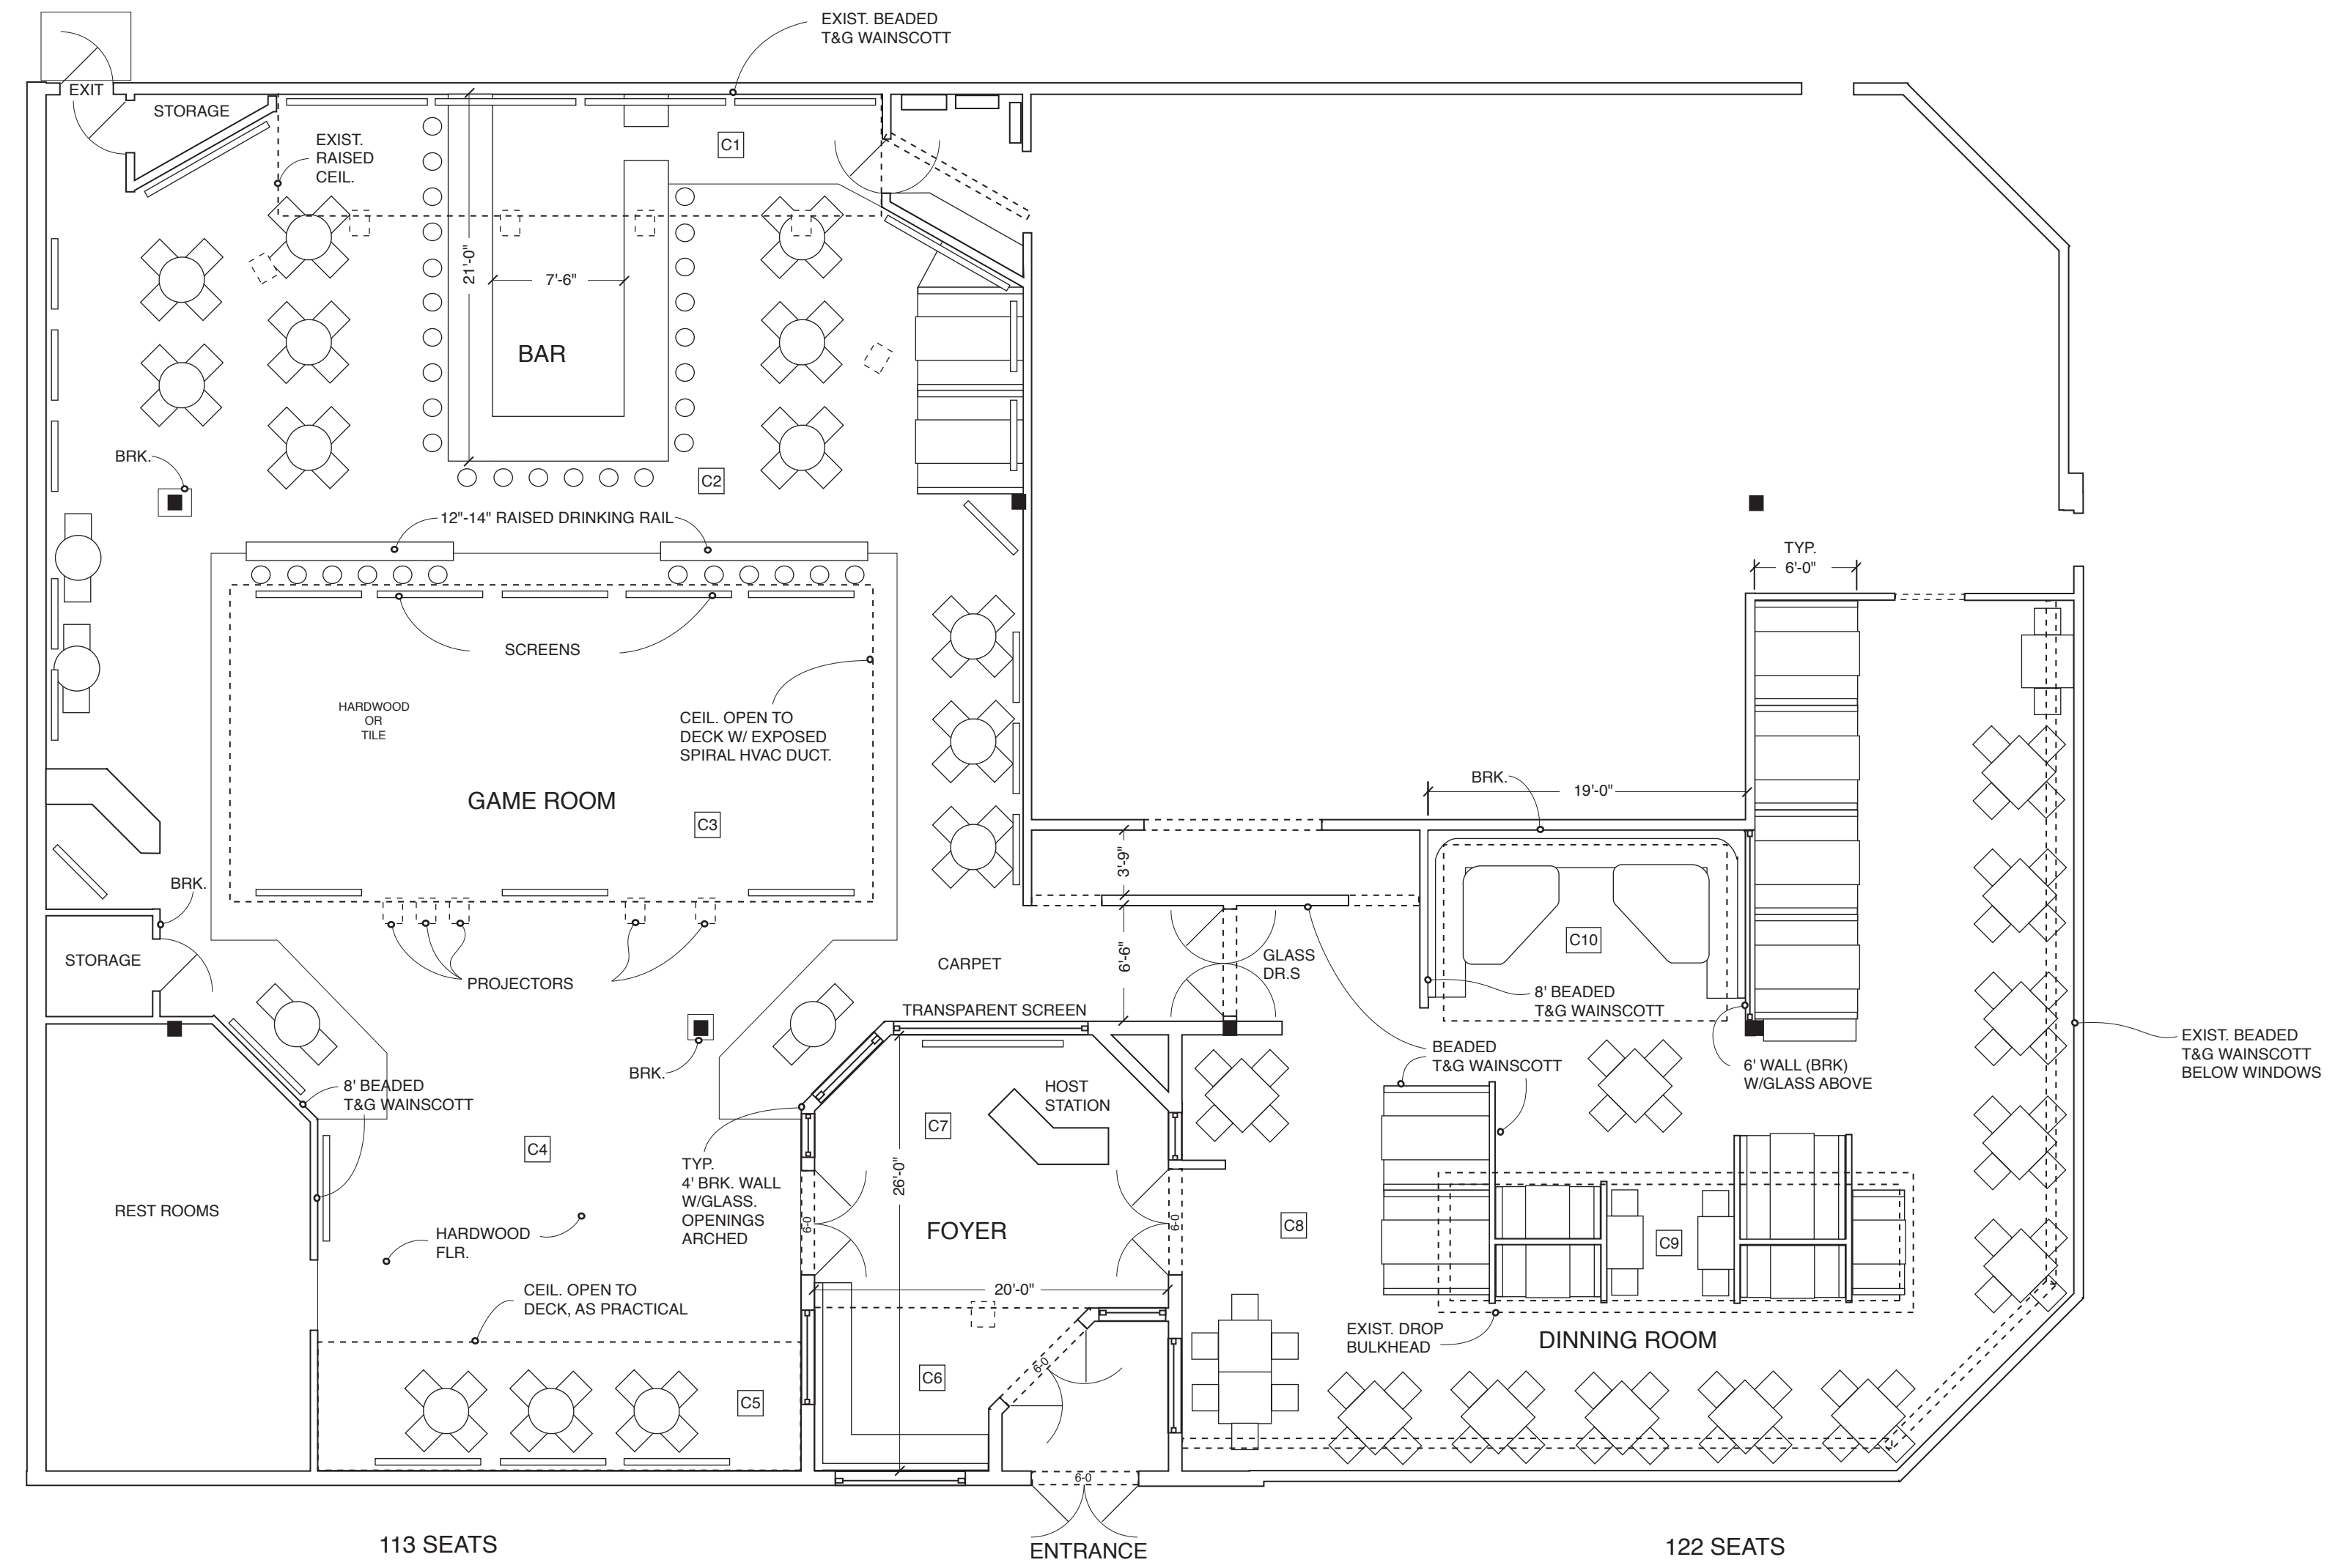 EXIST. BEADED
T&G WAINSCOTT
EXIT
STORAGE
EXIST.
RAISED
CEIL.
C1
21'-0"
7'-6"
BAR
BRK.
C2
12"-14" RAISED DRINKING RAIL
TYP.
6'-0"
SCREENS
HARDWOOD
OR
TILE
CEIL. OPEN TO
DECK W/ EXPOSED
SPIRAL HVAC DUCT.
GAME ROOM
C3
BRK.
19'-0"
3'-9"
BRK.
STORAGE
PROJECTORS
CARPET
6'-6"
GLASS
DR.S
C10
8' BEADED
T&G WAINSCOTT
TRANSPARENT SCREEN
BRK.
8' BEADED
T&G WAINSCOTT
HOST
STATION
BEADED
T&G WAINSCOTT
6' WALL (BRK)
W/GLASS ABOVE
EXIST. BEADED
T&G WAINSCOTT
BELOW WINDOWS
C7
C4
TYP.
4' BRK. WALL
W/GLASS.
OPENINGS
ARCHED
26'-0"
REST ROOMS
HARDWOOD
FLR.
6-0
FOYER
6-0
C8
C9
20'-0"
CEIL. OPEN TO
DECK, AS PRACTICAL
EXIST. DROP
BULKHEAD
DINNING ROOM
6-0
C6
C5
6-0
113 SEATS
ENTRANCE
122 SEATS